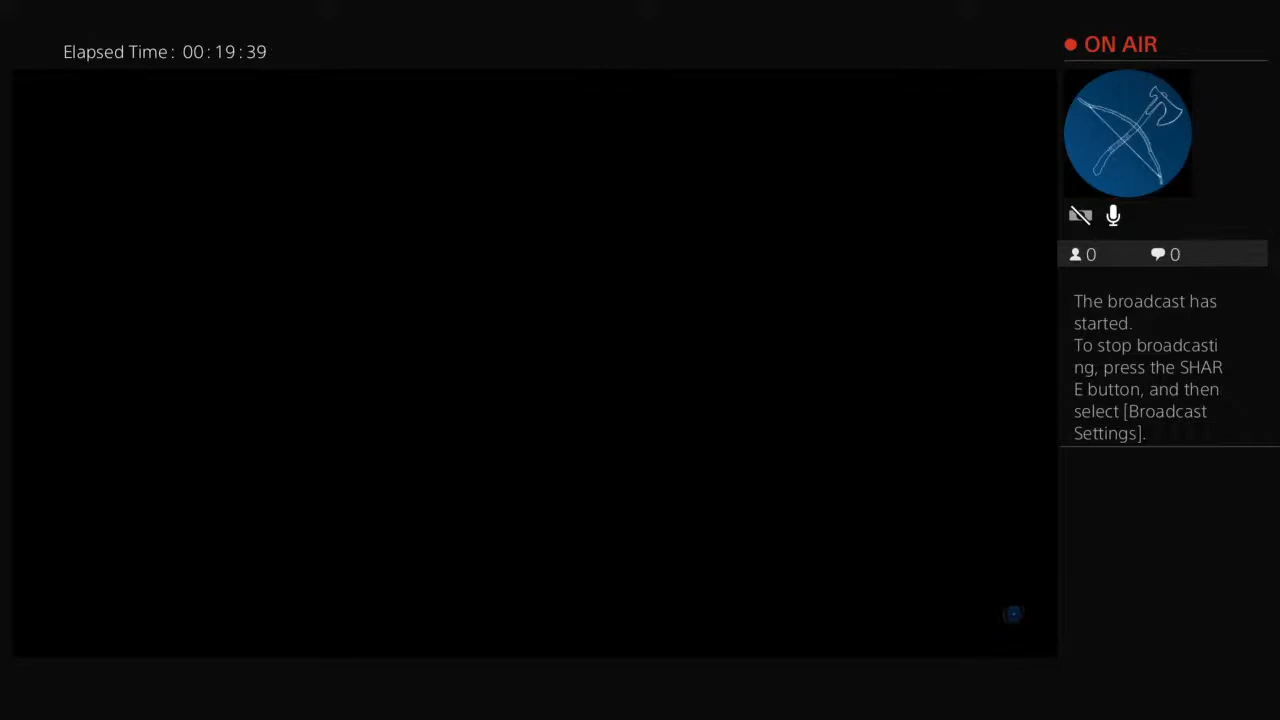 Elapsed Time: 00:19:39
ON AIR
0 0
The broadcast has
started.
To stop broadcasti
ng, press the SHAR
E button, and then
select [Broadcast
Settings].